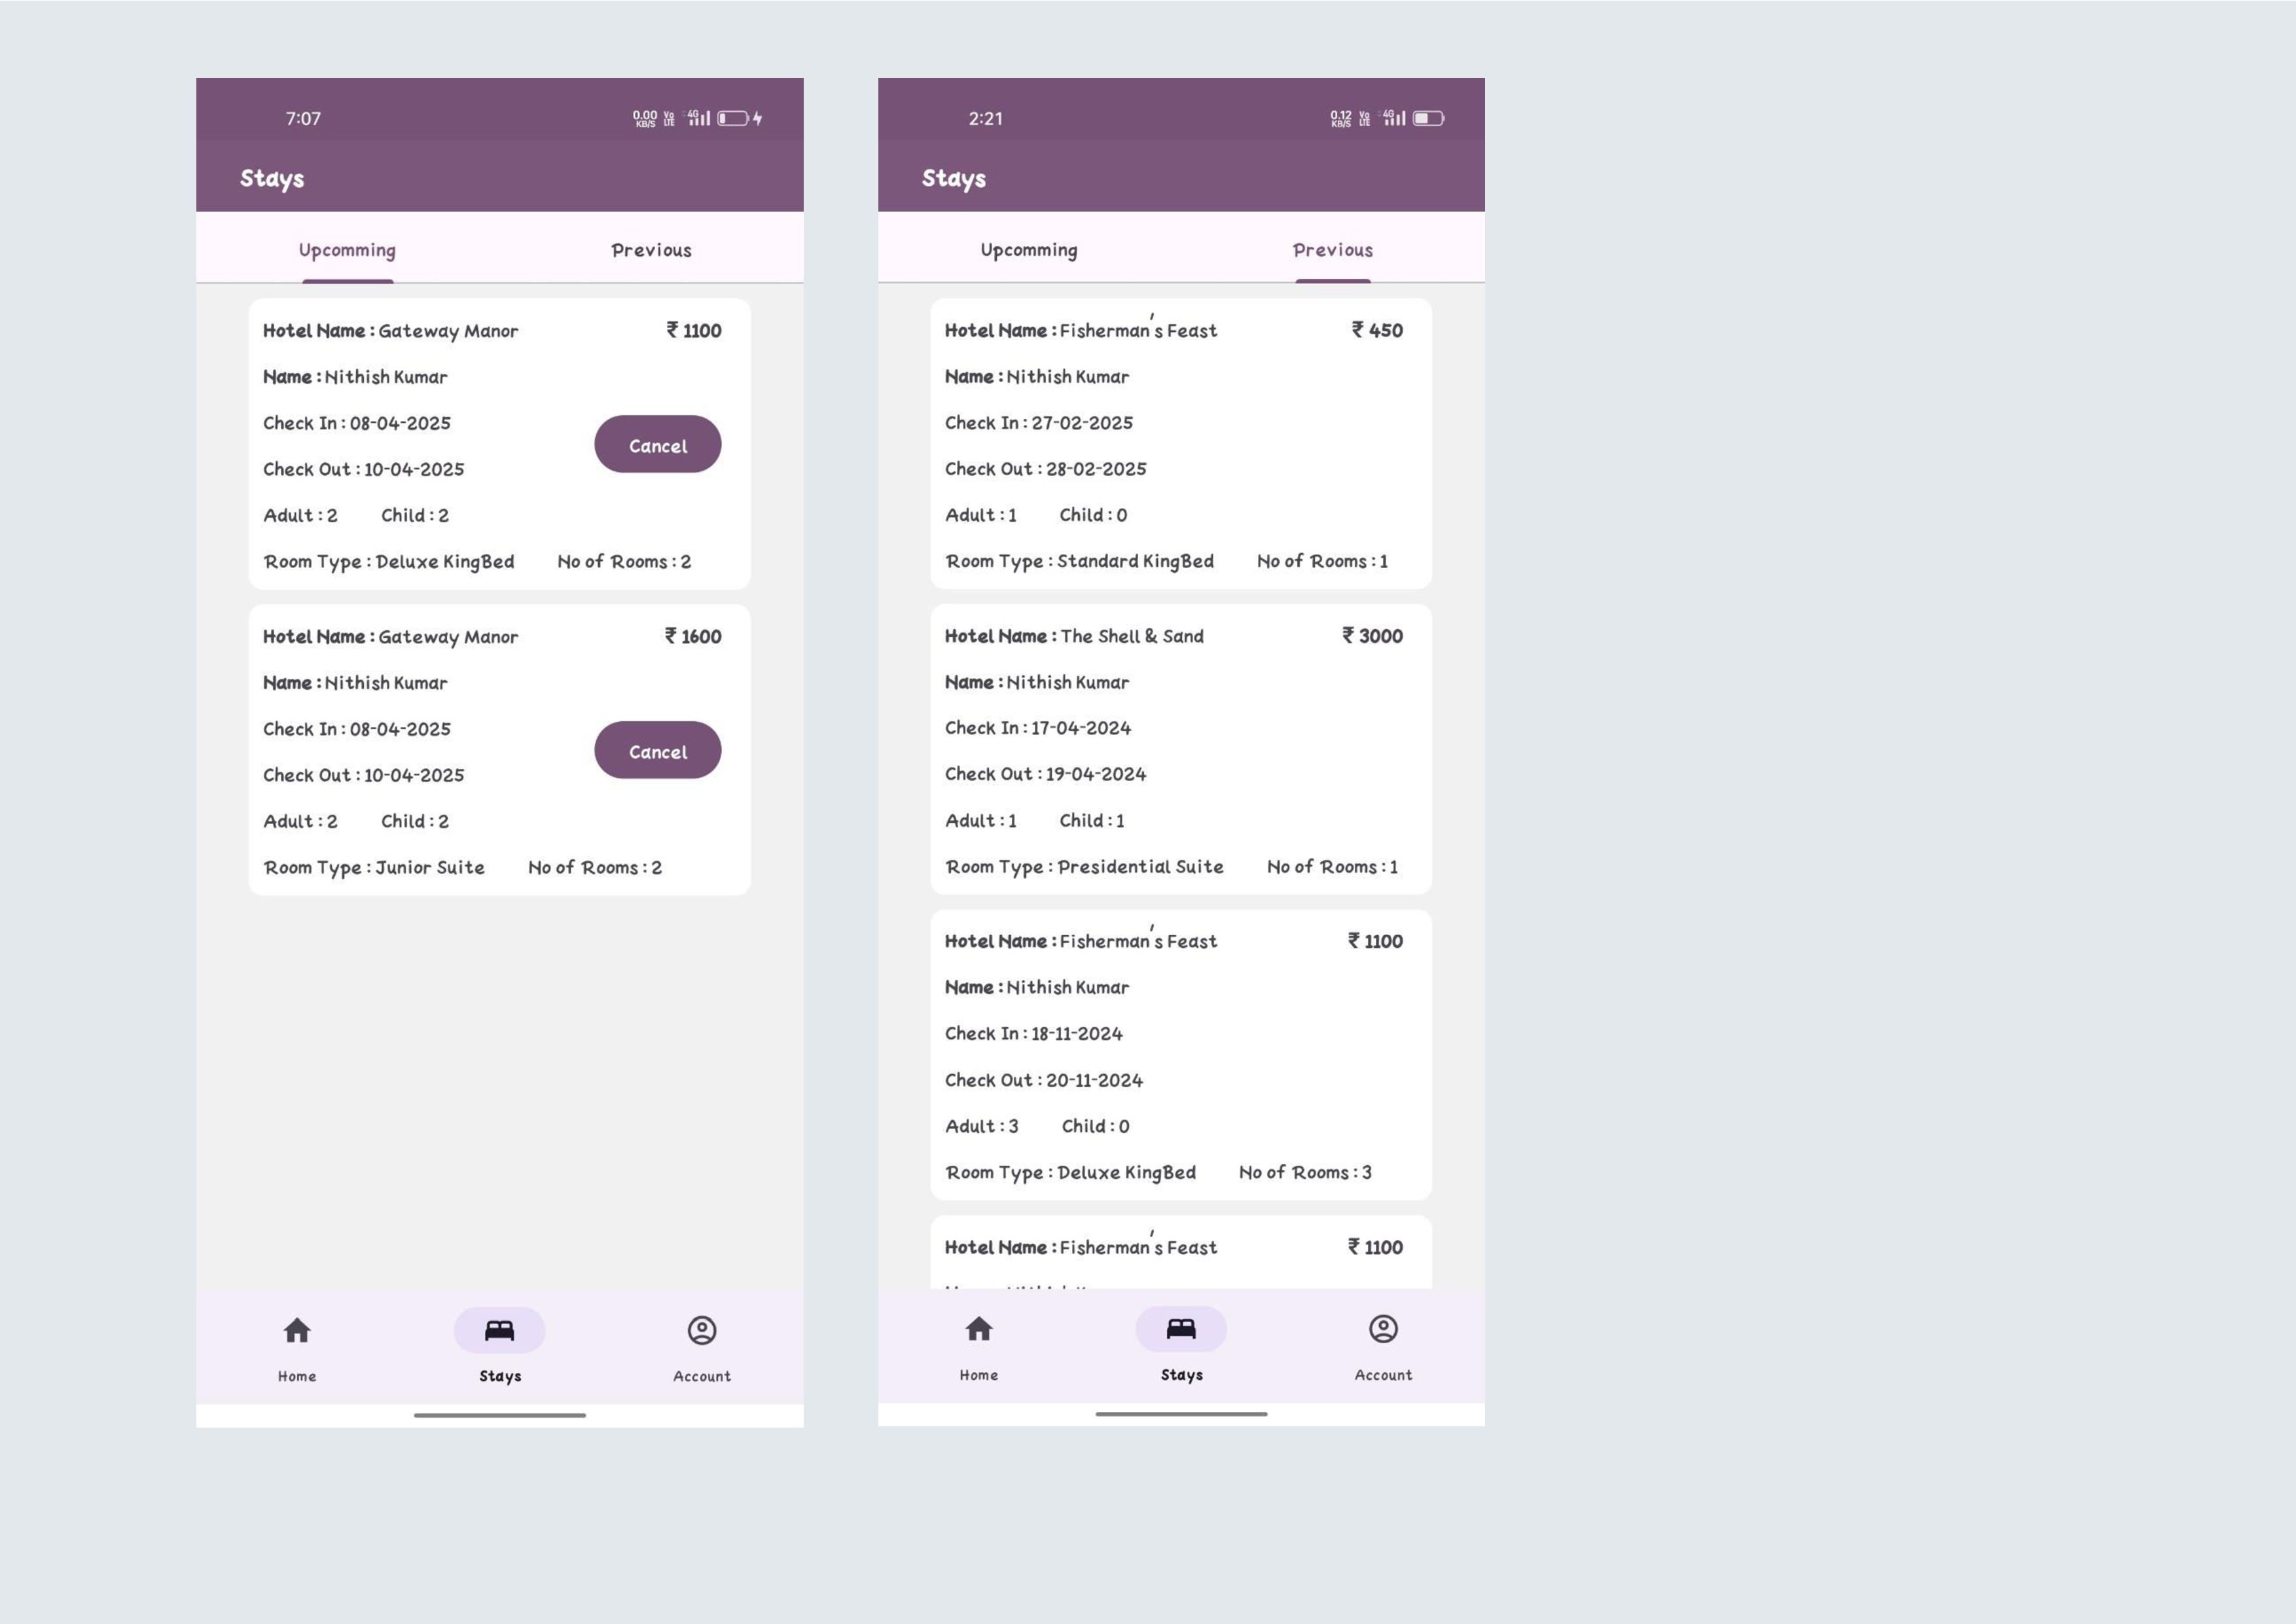 7:07
0.00 KB/S Vo LTE 4G
Stays
Upcomming Previous
Hotel Name : Gateway Manor ₹ 1100
Name : Nithish Kumar
Check In : 08-04-2025
Cancel
Check Out : 10-04-2025
Adult : 2 Child : 2
Room Type : Deluxe KingBed No of Rooms : 2
Hotel Name : Gateway Manor ₹ 1600
Name : Nithish Kumar
Check In : 08-04-2025
Cancel
Check Out : 10-04-2025
Adult : 2 Child : 2
Room Type : Junior Suite No of Rooms : 2
Home Stays Account
2:21
0.12 KB/S Vo LTE 4G
Stays
Upcomming Previous
Hotel Name : Fisherman's Feast ₹ 450
Name : Nithish Kumar
Check In : 27-02-2025
Check Out : 28-02-2025
Adult : 1 Child : 0
Room Type : Standard KingBed No of Rooms : 1
Hotel Name : The Shell & Sand ₹ 3000
Name : Nithish Kumar
Check In : 17-04-2024
Check Out : 19-04-2024
Adult : 1 Child : 1
Room Type : Presidential Suite No of Rooms : 1
Hotel Name : Fisherman's Feast ₹ 1100
Name : Nithish Kumar
Check In : 18-11-2024
Check Out : 20-11-2024
Adult : 3 Child : 0
Room Type : Deluxe KingBed No of Rooms : 3
Hotel Name : Fisherman's Feast ₹ 1100
Home Stays Account